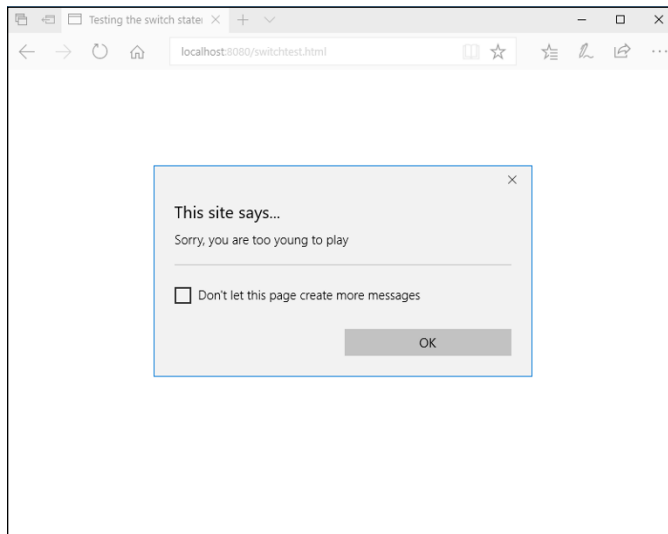 Testing the switch state
localhost:8080/switchtest.html
This site says...
Sorry, you are too young to play
Don't let this page create more messages
OK